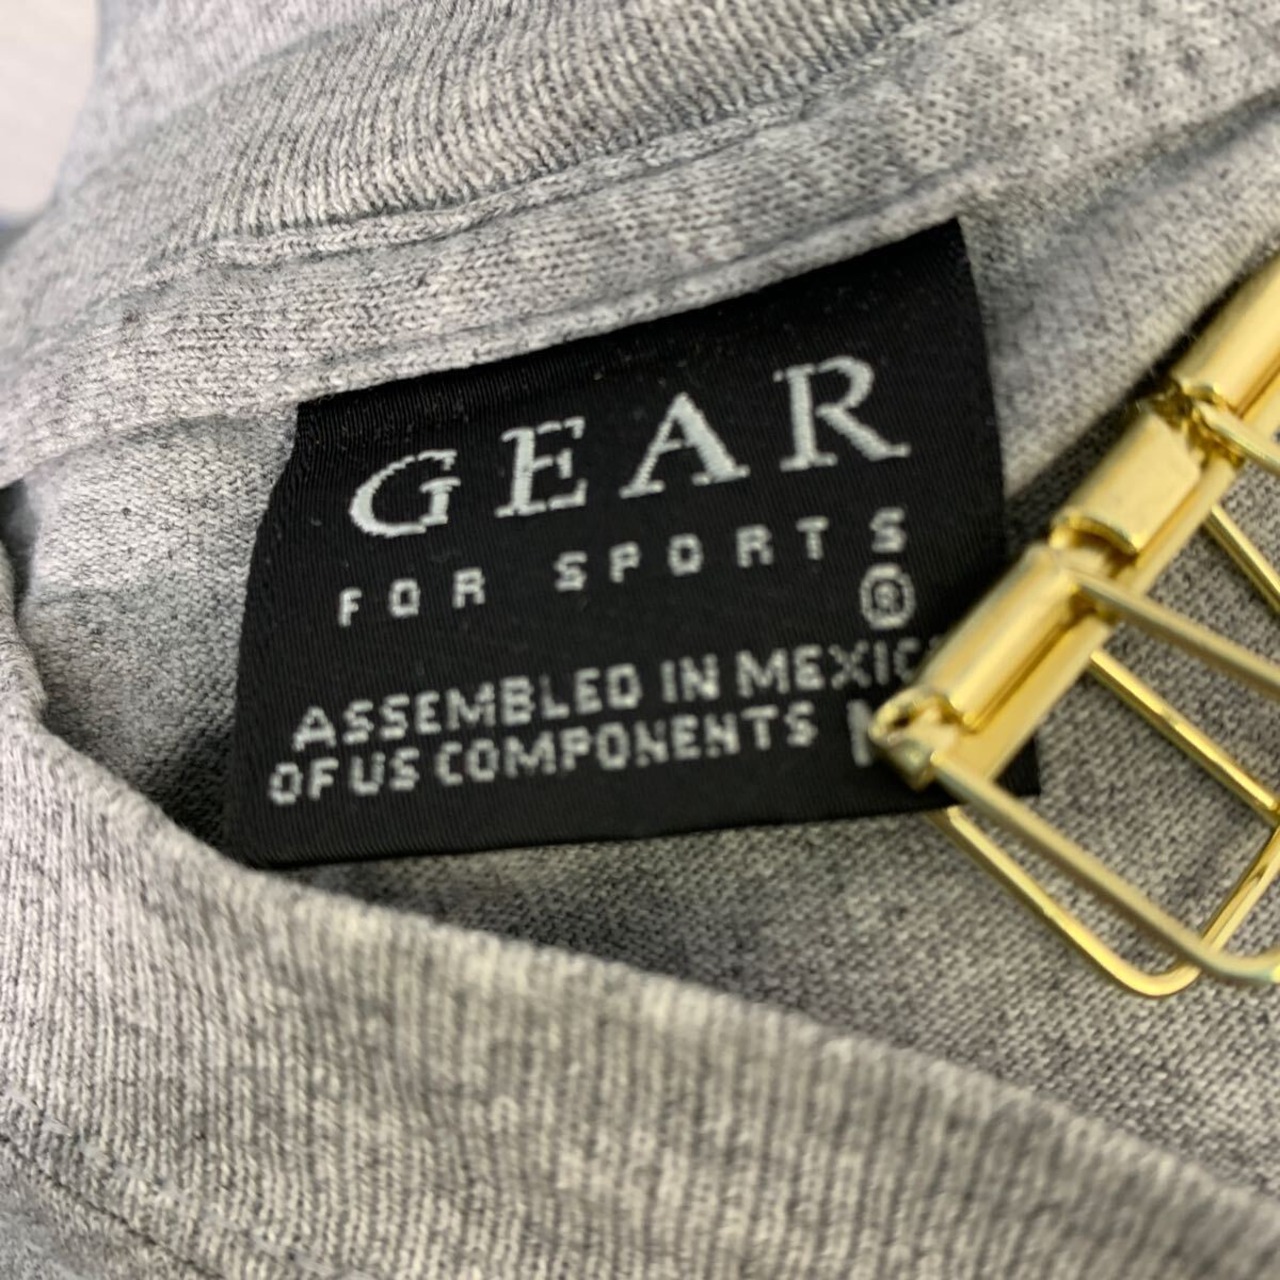 GEAR
FOR SPORTS
®
ASSEMBLED IN MEXIC
OF US COMPONENTS